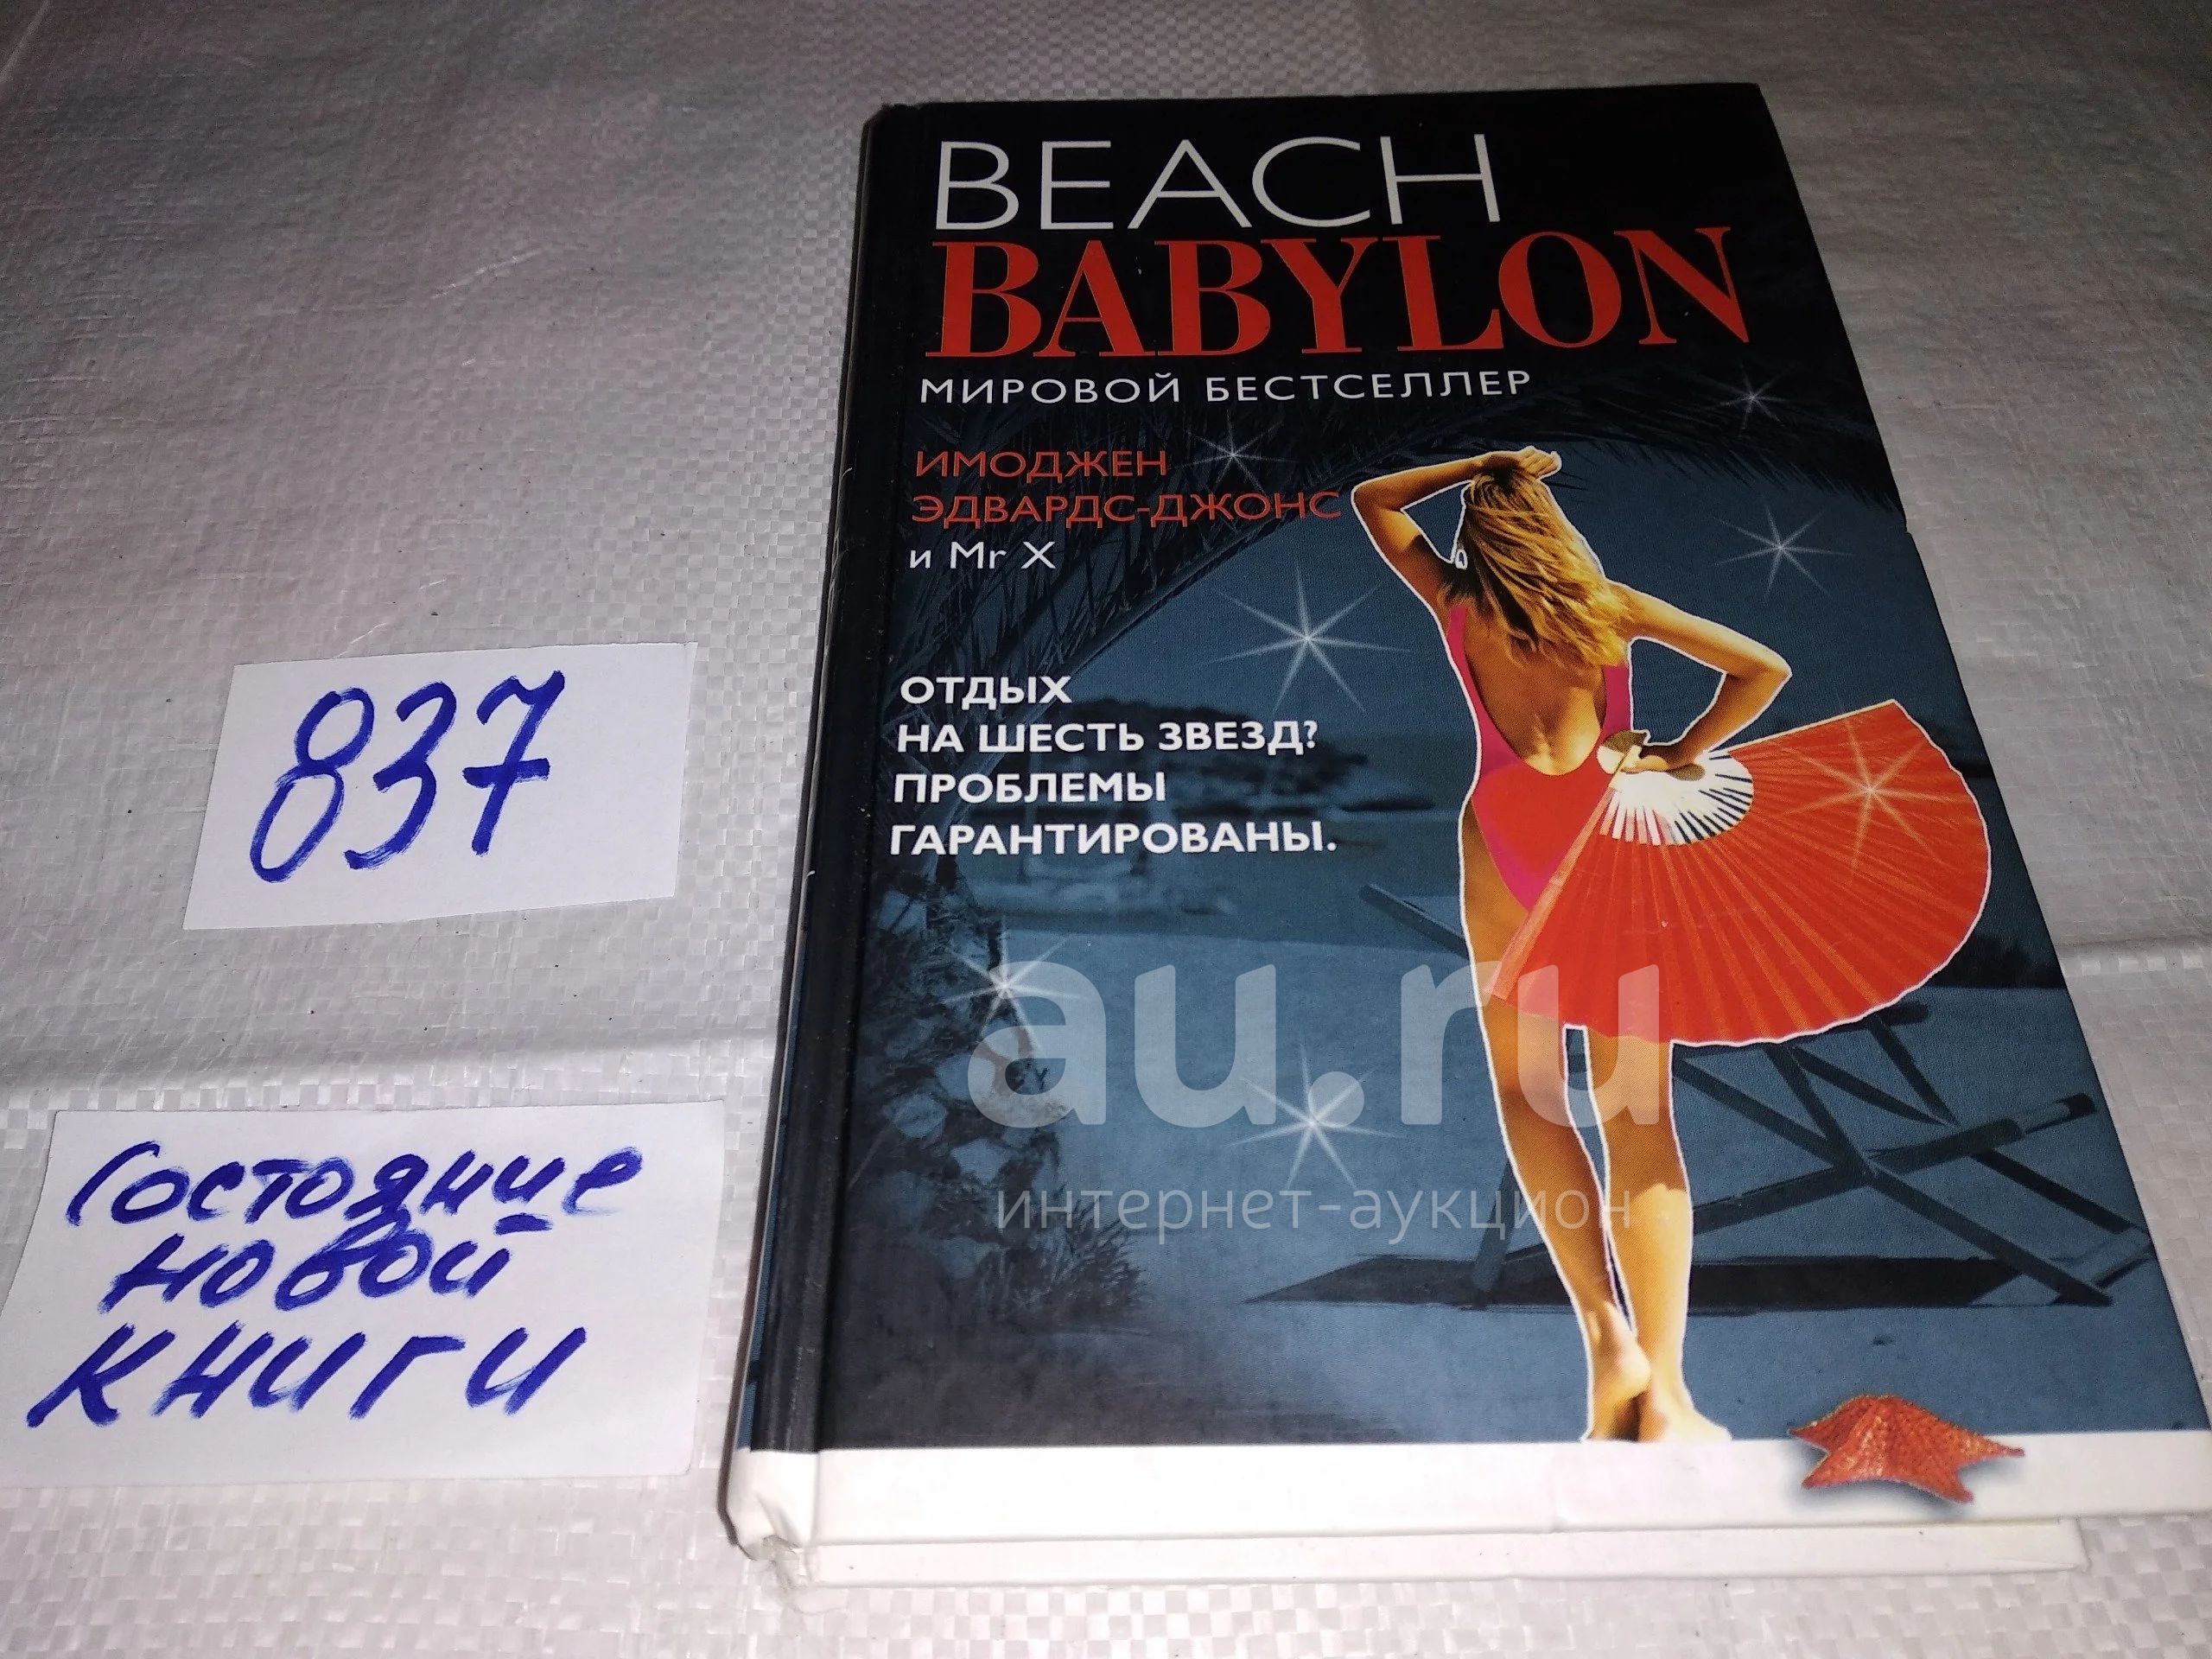 BEACH
BABYLON
МИРОВОЙ БЕСТСЕЛЛЕР
ИМОДЖЕН
ЭДВАРДС-ДЖОНС
и Mr X
ОТДЫХ
НА ШЕСТЬ ЗВЕЗД?
ПРОБЛЕМЫ
ГАРАНТИРОВАНЫ.
837
Состояние
новой
книги
au.ru
интернет-аукцион